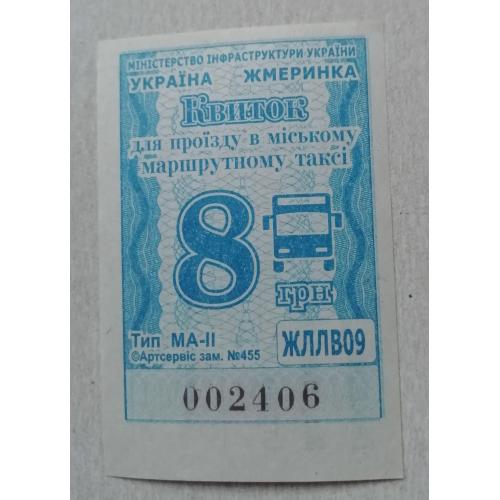 МІНІСТЕРСТВО ІНФРАСТРУКТУРИ УКРАЇНИ
УКРАЇНА ЖМЕРИНКА
Квиток
для проїзду в міському
маршрутному таксі
8 грн
Тип МА-ІІ
©Артсервіс зам. №455
ЖЛЛВ09
002406